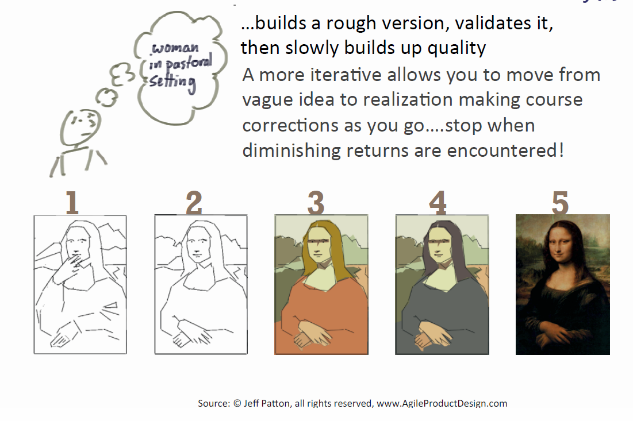 …builds a rough version, validates it,
then slowly builds up quality
woman
in pastoral
setting
A more iterative allows you to move from
vague idea to realization making course
corrections as you go….stop when
diminishing returns are encountered!
1 2 3 4 5
Source: © Jeff Patton, all rights reserved, www.AgileProductDesign.com